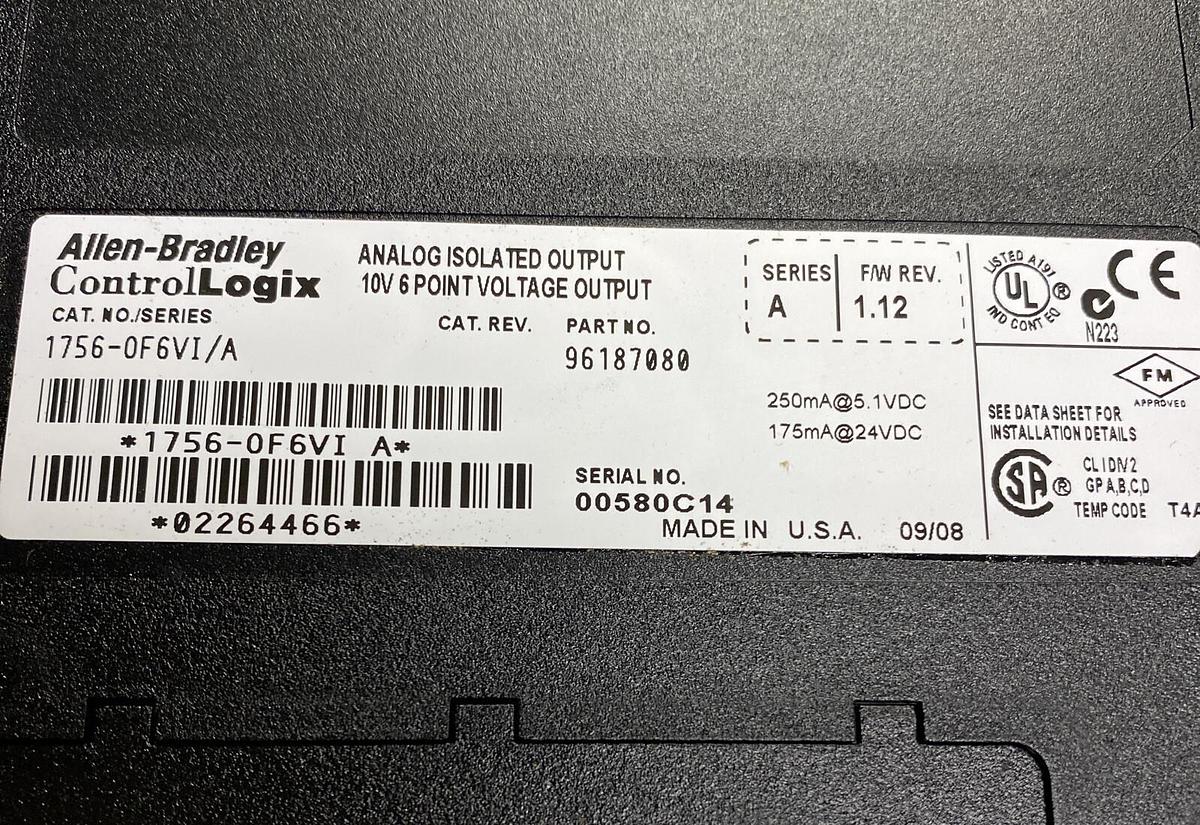 Allen-Bradley
ControlLogix
ANALOG ISOLATED OUTPUT
10V 6 POINT VOLTAGE OUTPUT
CAT. NO./SERIES
CAT. REV.
PART NO.
1756-OF6VI/A
96187080
*1756-OF6VI A*
*02264466*
SERIES
A
F/W REV.
1.12
250mA@5.1VDC
175mA@24VDC
SERIAL NO.
00580C14
MADE IN U.S.A. 09/08
LISTED A191
UL ®
IND CONT EQ
CE
N223
FM
APPROVED
SEE DATA SHEET FOR
INSTALLATION DETAILS
SA ®
CL I DIV 2
GP A,B,C,D
TEMP CODE T4A